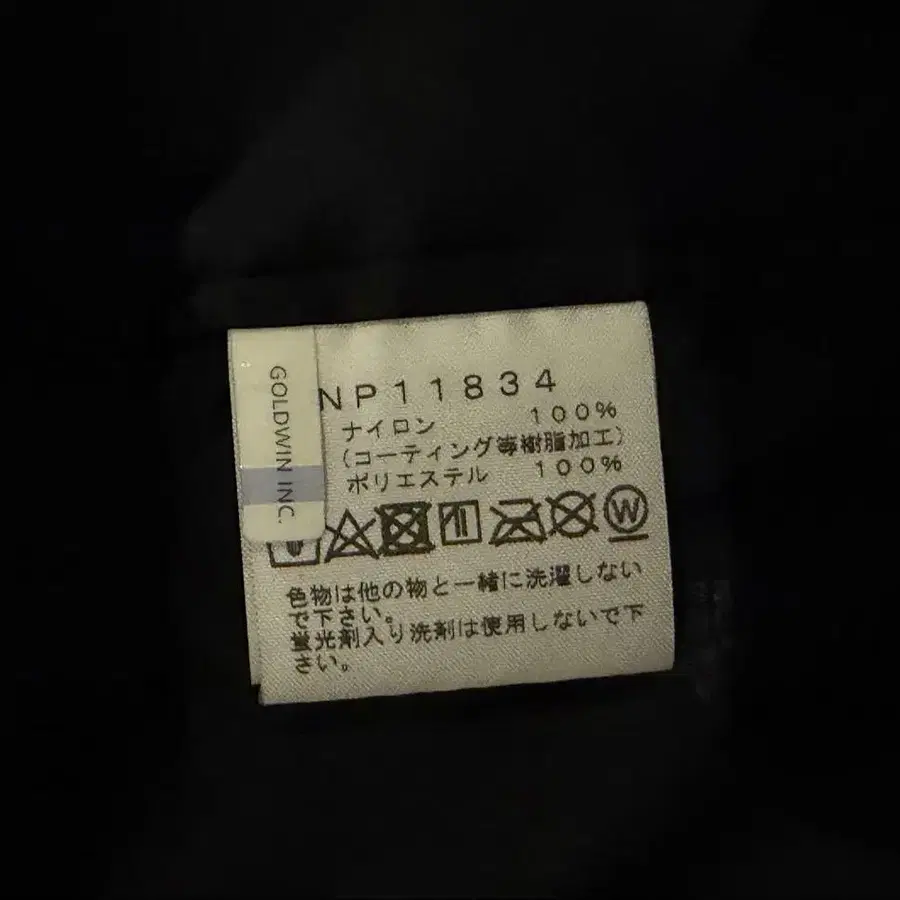 GOLDWIN INC.
NP11834
ナイロン 100%
(コーティング等樹脂加工)
ポリエステル 100%
W
色物は他の物と一緒に洗濯しない
で下さい。
蛍光剤入り洗剤は使用しないで下
さい。